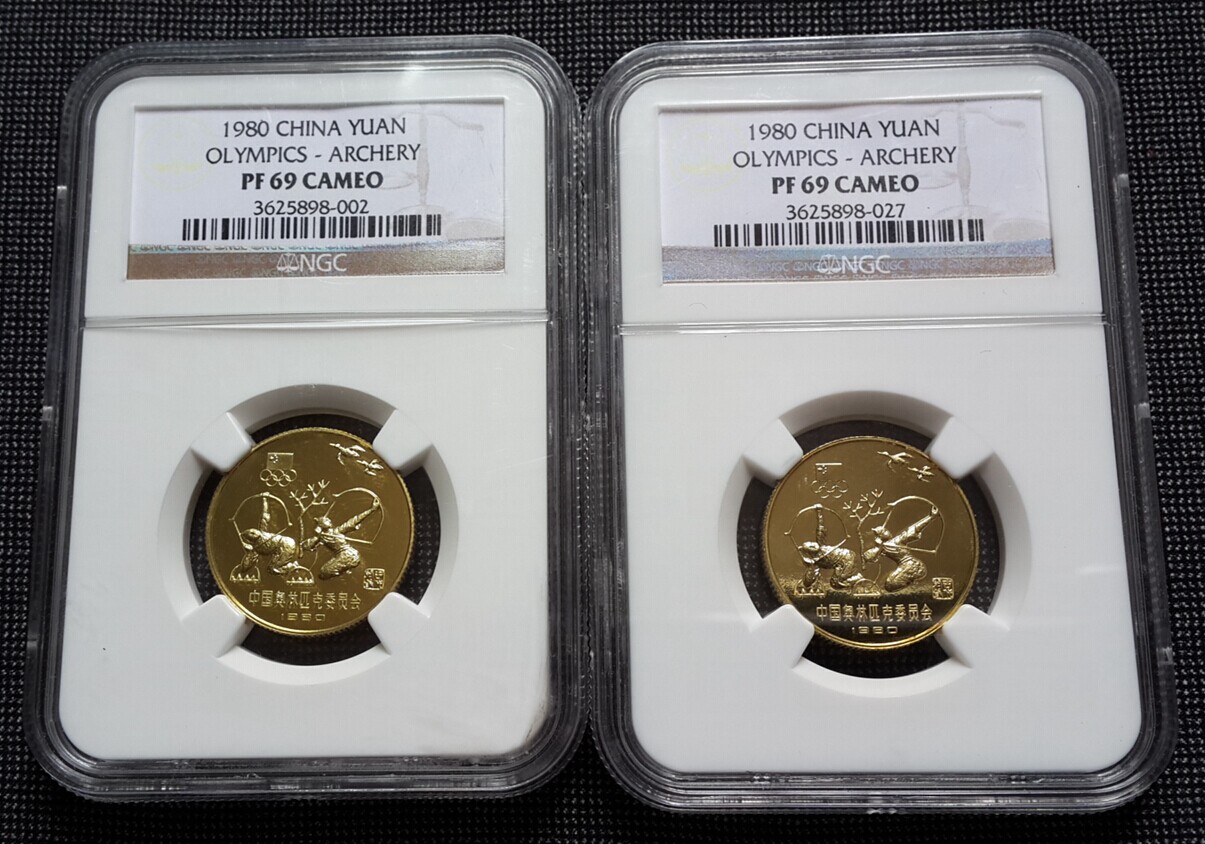 1980 CHINA YUAN
OLYMPICS - ARCHERY
PF 69 CAMEO
3625898-002
NGC
中国奥林匹克委员会
1980
1980 CHINA YUAN
OLYMPICS - ARCHERY
PF 69 CAMEO
3625898-027
NGC
中国奥林匹克委员会
1980